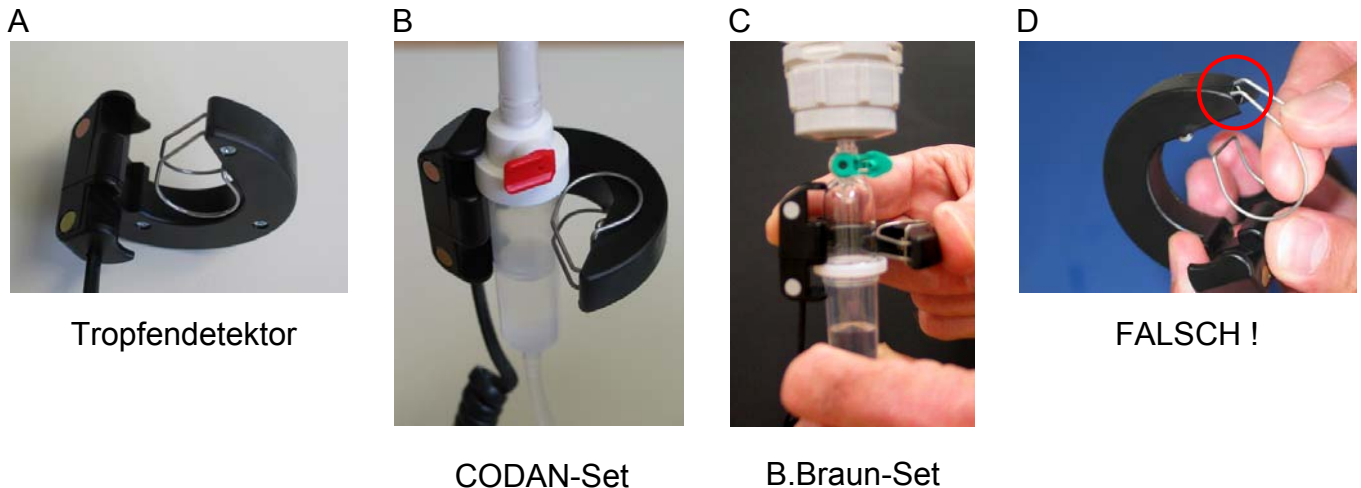 A
B
C
D
Tropfendetektor
FALSCH !
CODAN-Set
B.Braun-Set